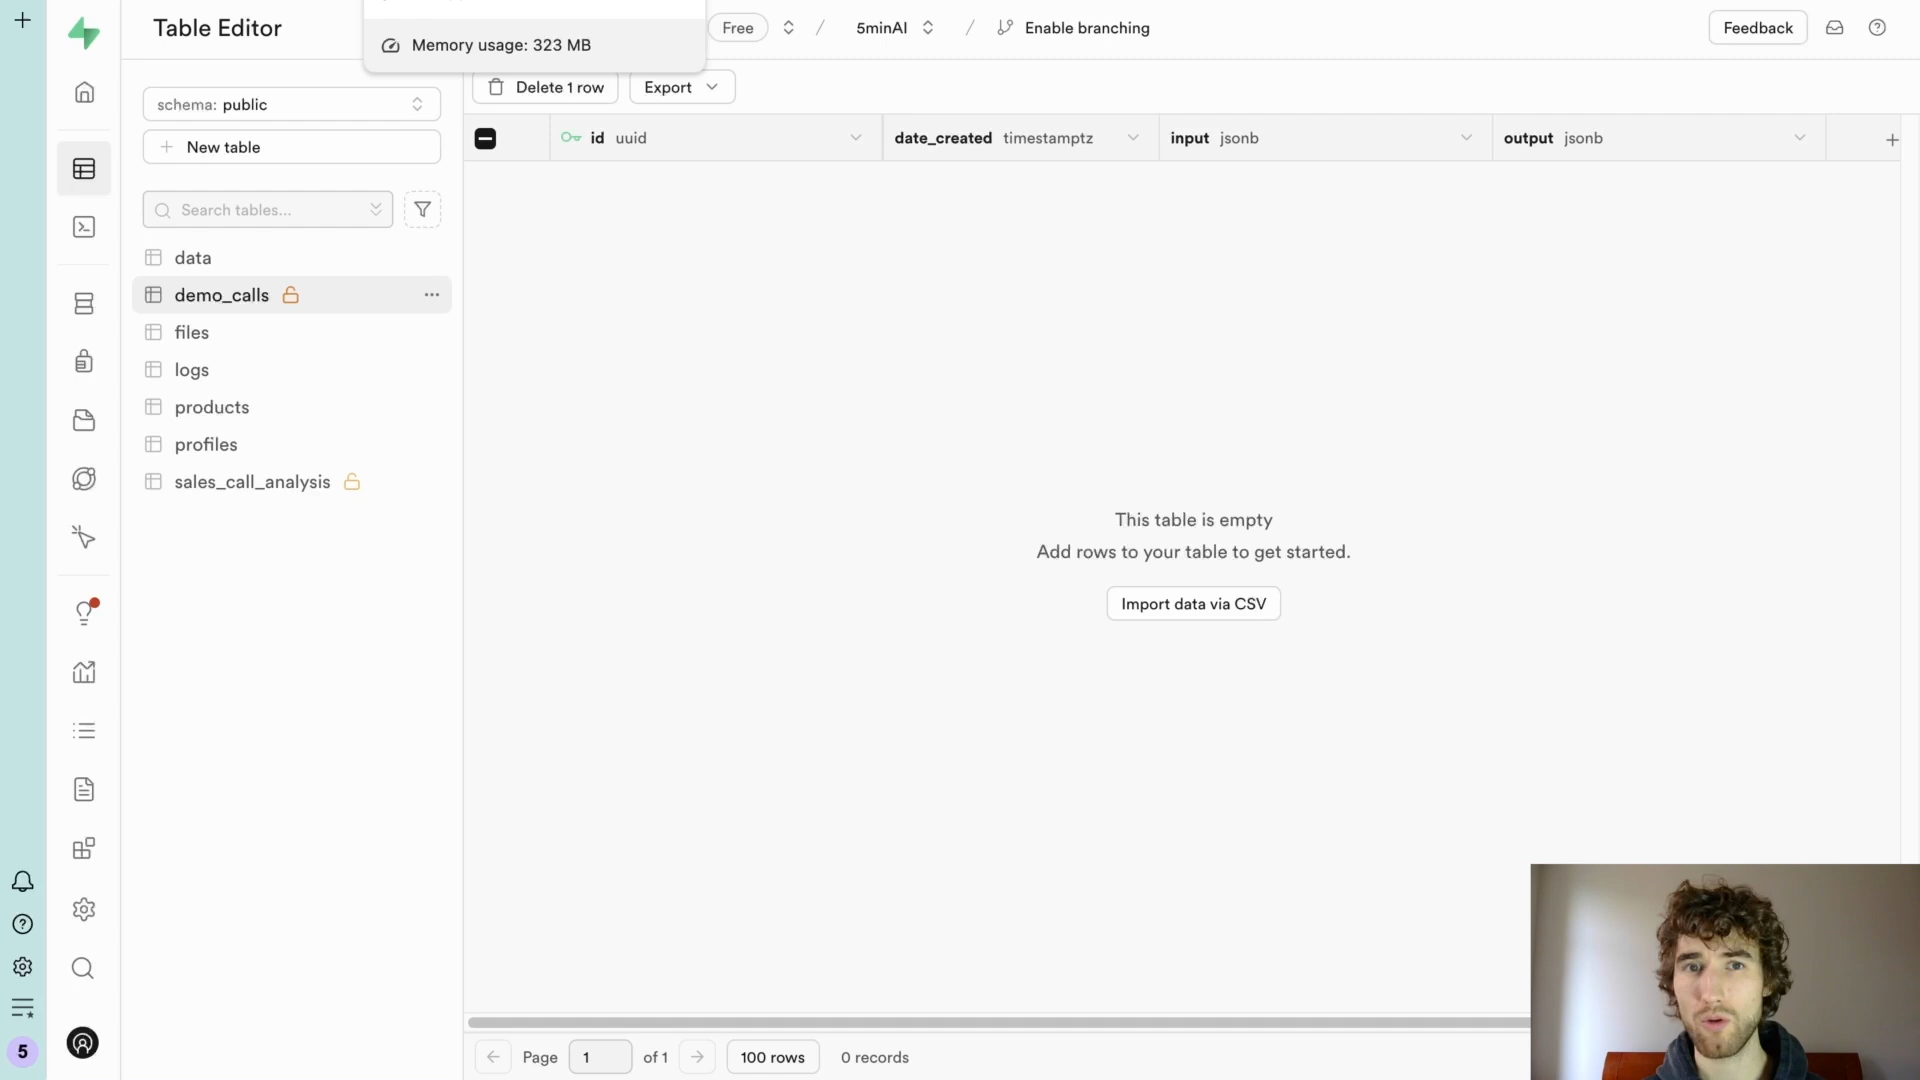 Table Editor
Memory usage: 323 MB
Free
/
5minAI
/
Enable branching
Feedback
schema: public
New table
Search tables...
data
demo_calls
files
logs
products
profiles
sales_call_analysis
Delete 1 row
Export
id uuid
date_created timestamptz
input jsonb
output jsonb
This table is empty
Add rows to your table to get started.
Import data via CSV
Page 1 of 1
100 rows
0 records
5